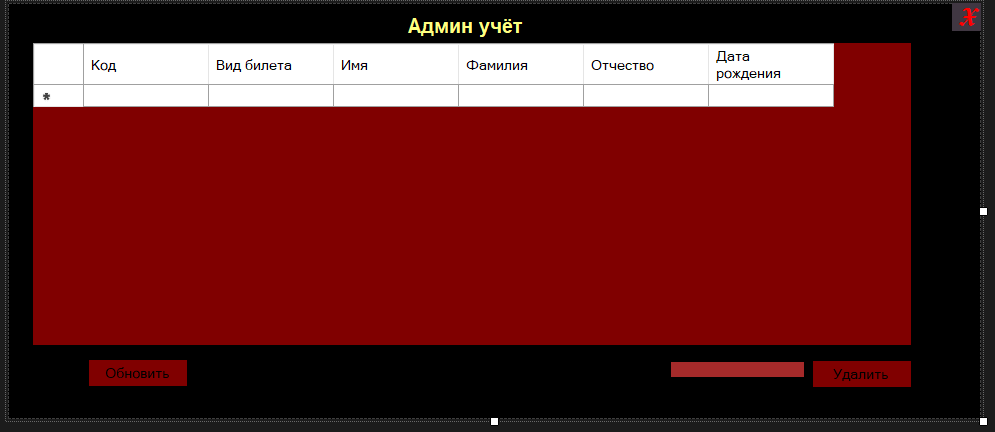 Админ учёт
X
Код Вид билета Имя Фамилия Отчество Дата рождения
*
Обновить Удалить